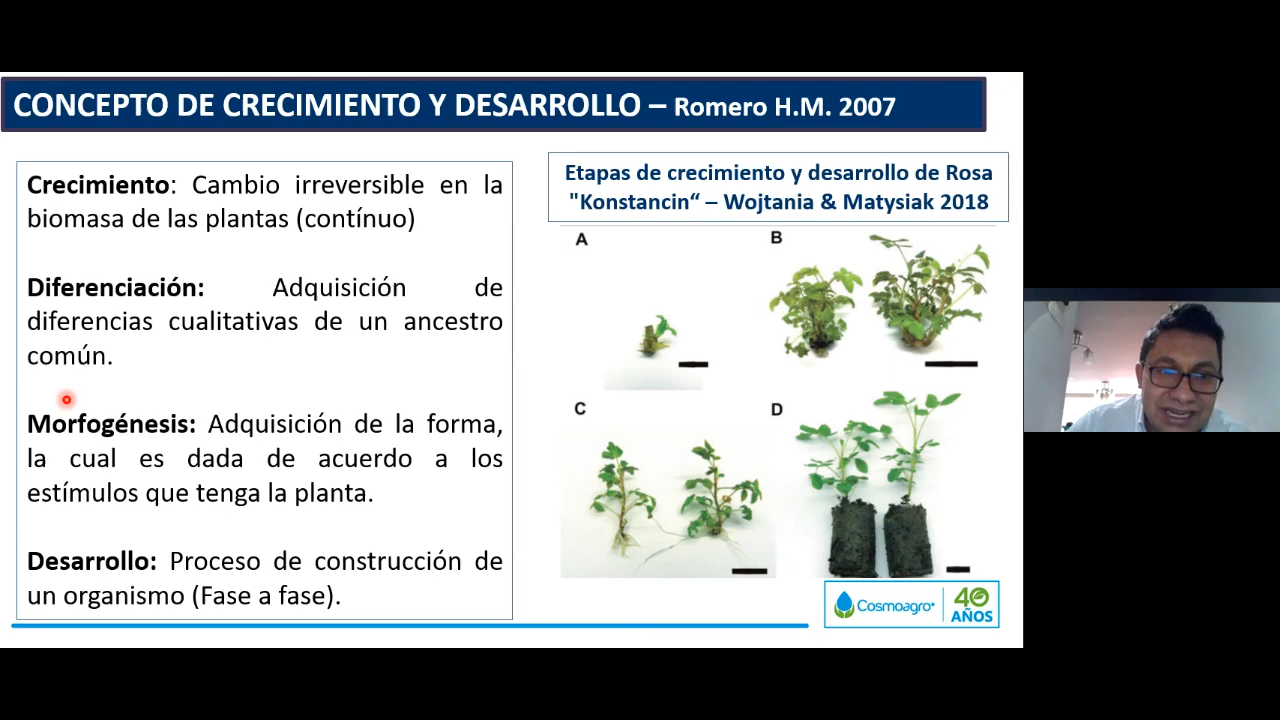 CONCEPTO DE CRECIMIENTO Y DESARROLLO – Romero H.M. 2007
Crecimiento: Cambio irreversible en la
biomasa de las plantas (contínuo)
Diferenciación: Adquisición de
diferencias cualitativas de un ancestro
común.
Morfogénesis: Adquisición de la forma,
la cual es dada de acuerdo a los
estímulos que tenga la planta.
Desarrollo: Proceso de construcción de
un organismo (Fase a fase).
Etapas de crecimiento y desarrollo de Rosa
"Konstancin“ – Wojtania & Matysiak 2018
A
B
C
D
Cosmoagro
40
AÑOS